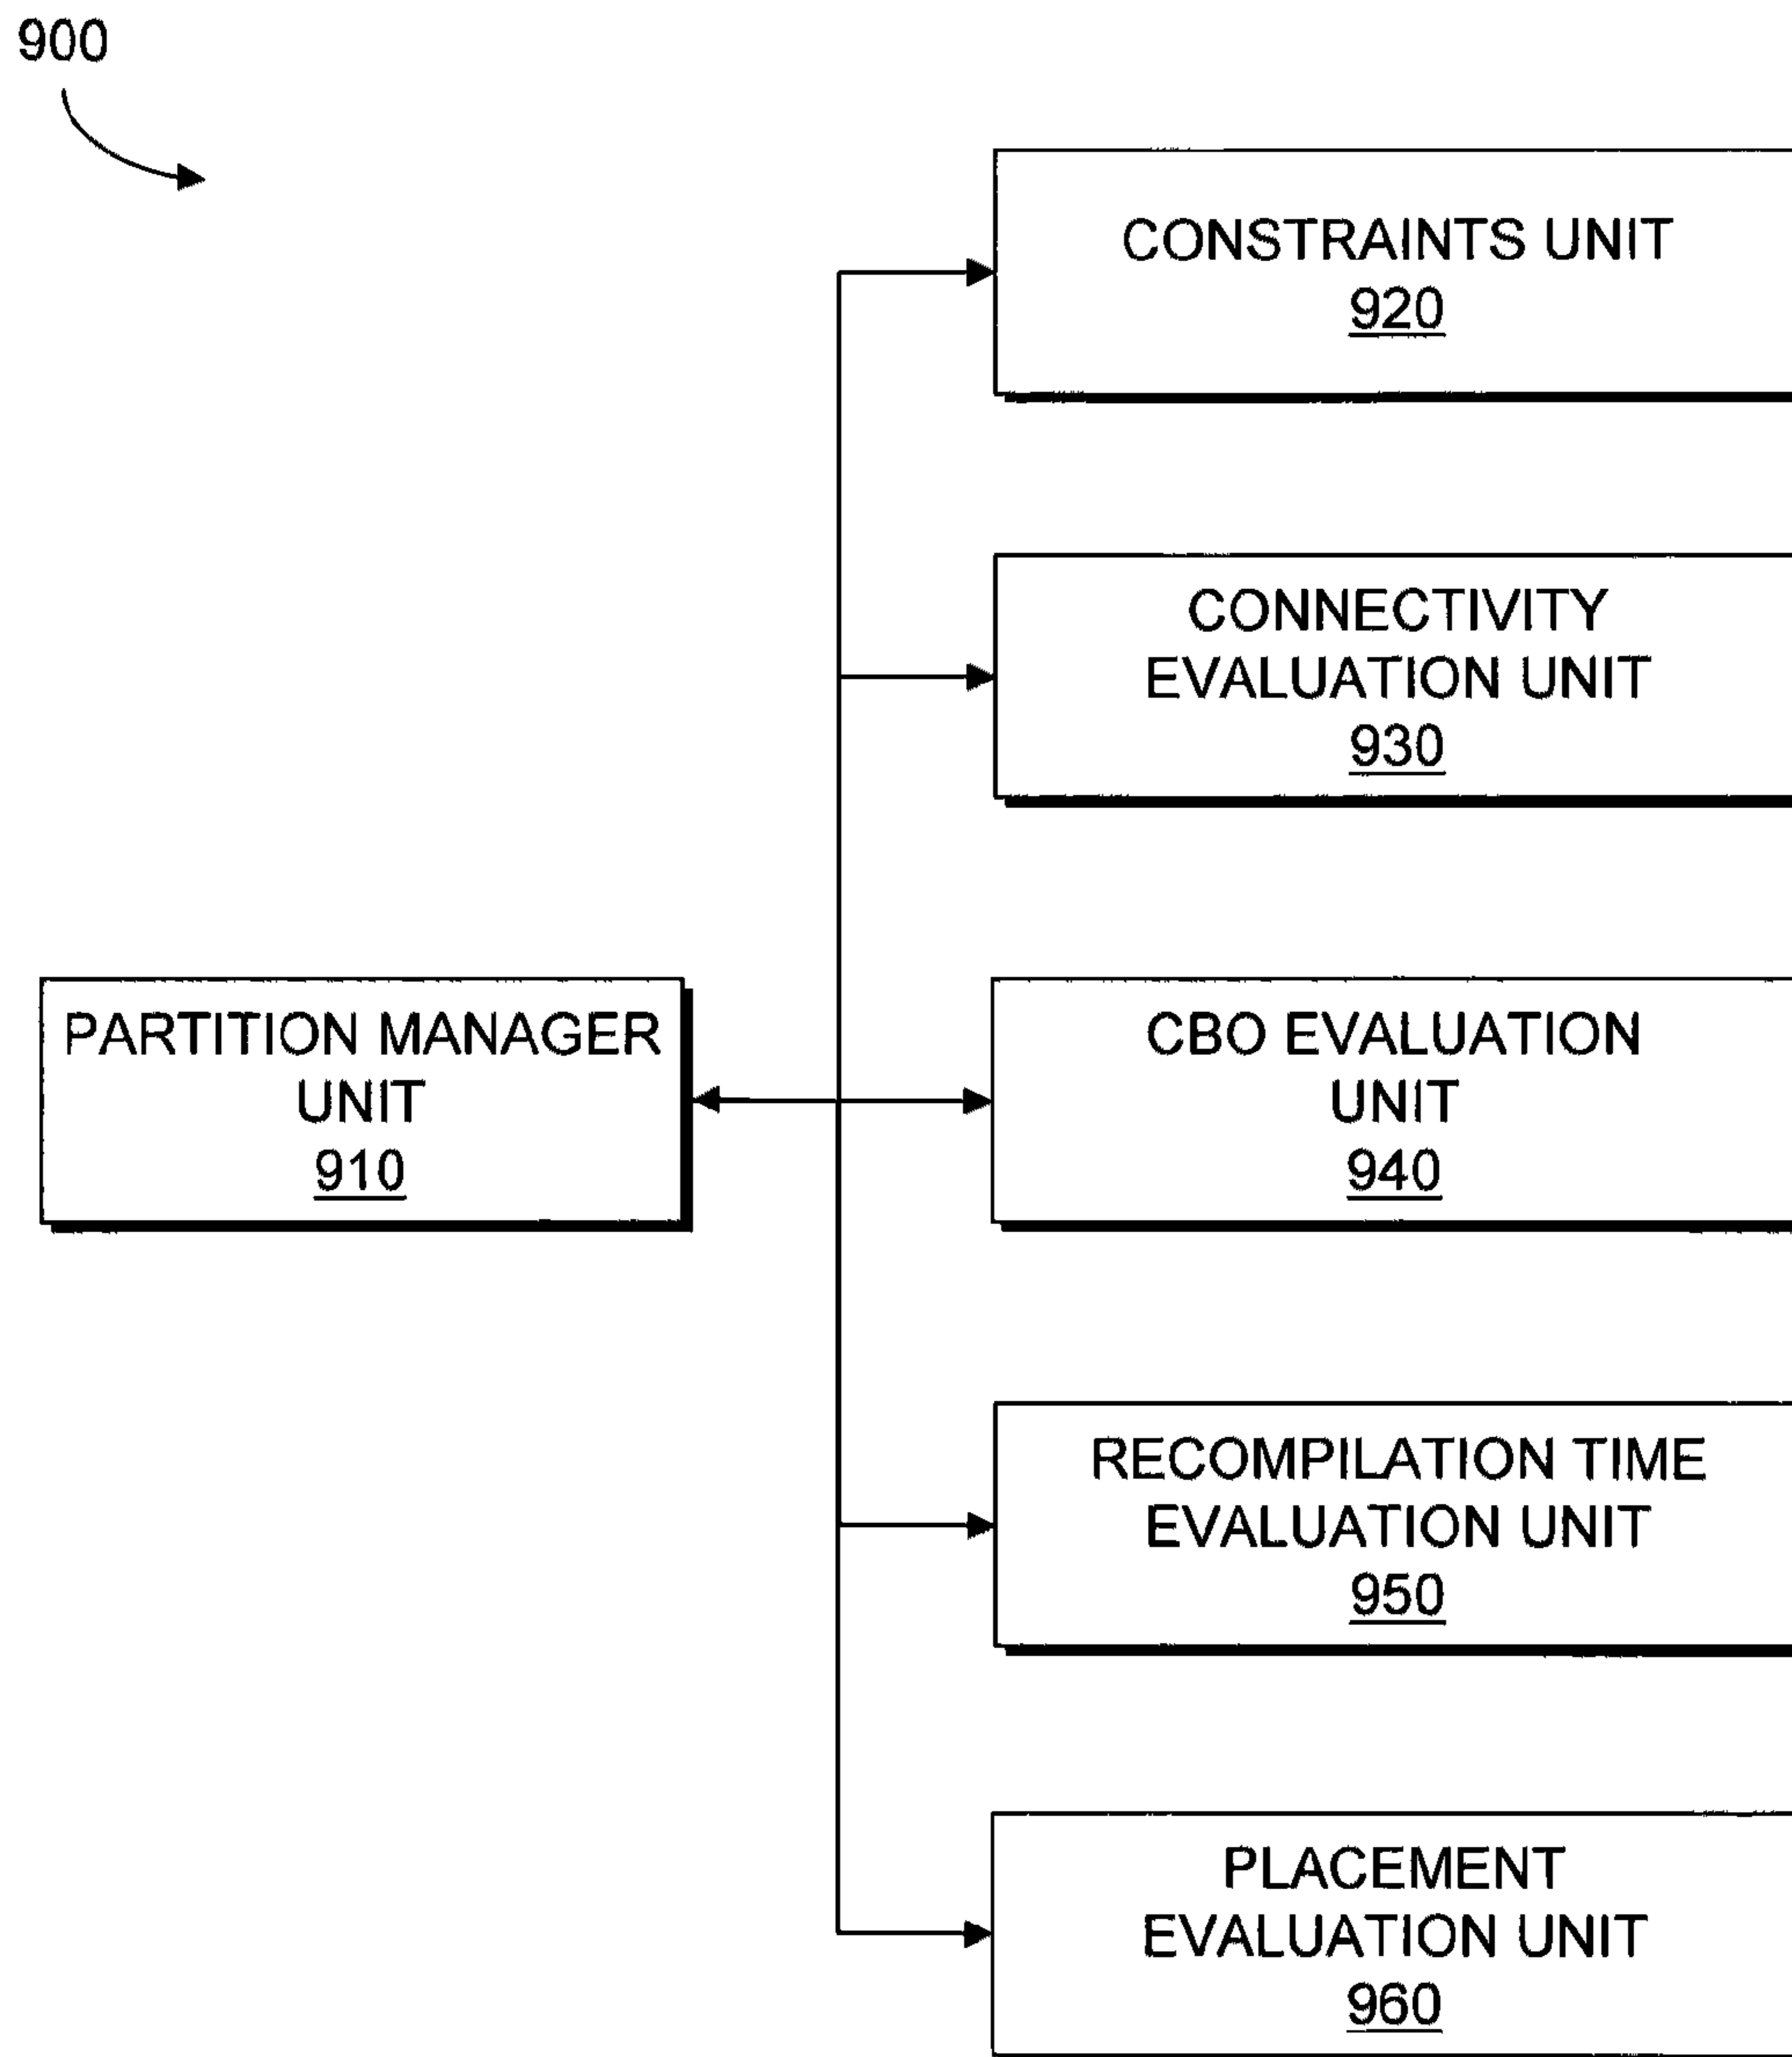 900
CONSTRAINTS UNIT
920
CONNECTIVITY
EVALUATION UNIT
930
PARTITION MANAGER
UNIT
910
CBO EVALUATION
UNIT
940
RECOMPILATION TIME
EVALUATION UNIT
950
PLACEMENT
EVALUATION UNIT
960